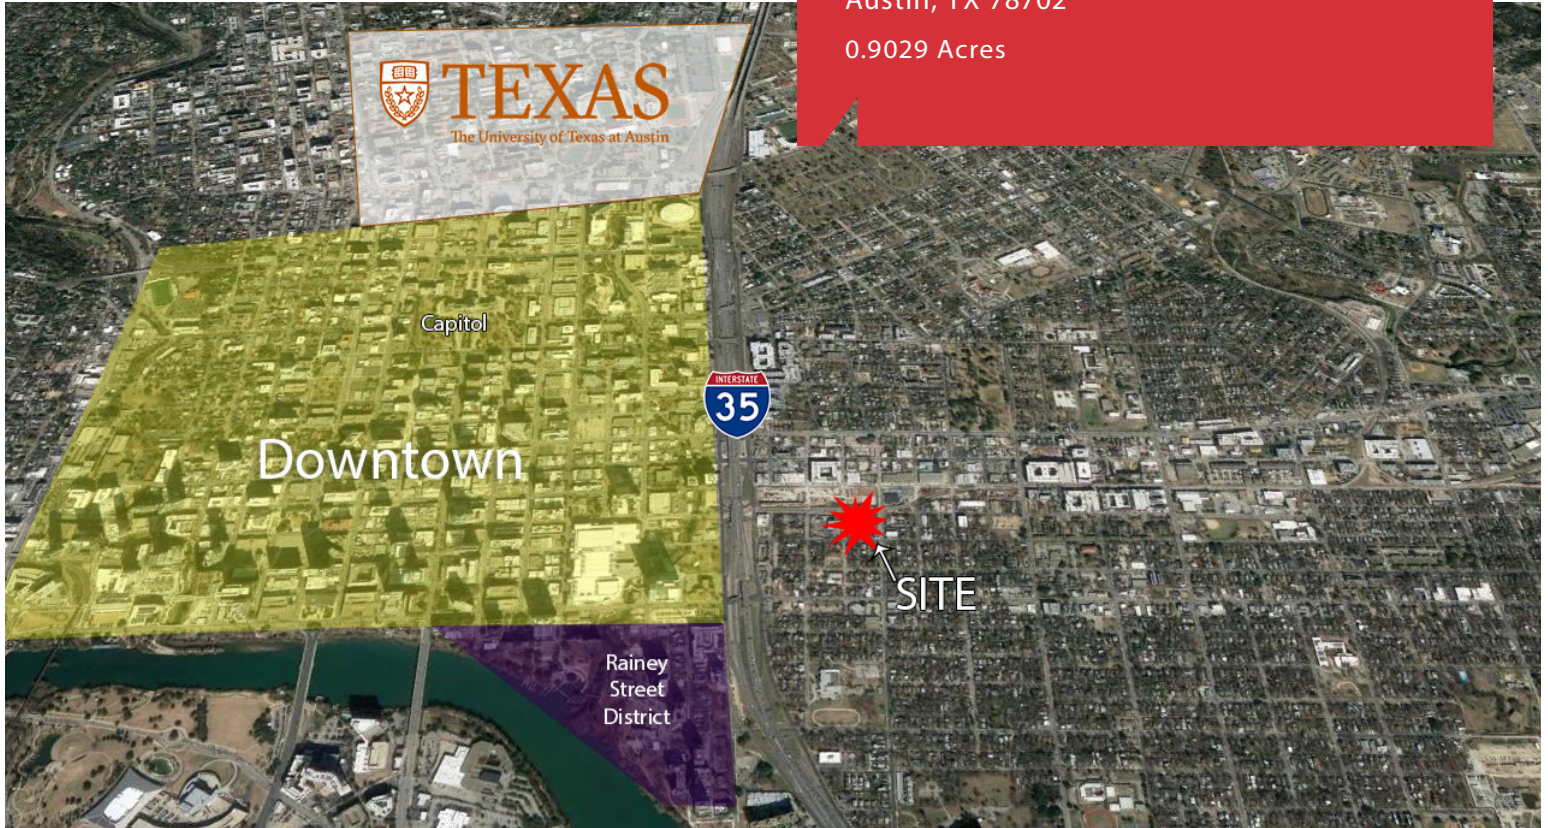 Austin, TX 78702
0.9029 Acres
TEXAS
The University of Texas at Austin
Capitol
INTERSTATE
35
Downtown
SITE
Rainey
Street
District